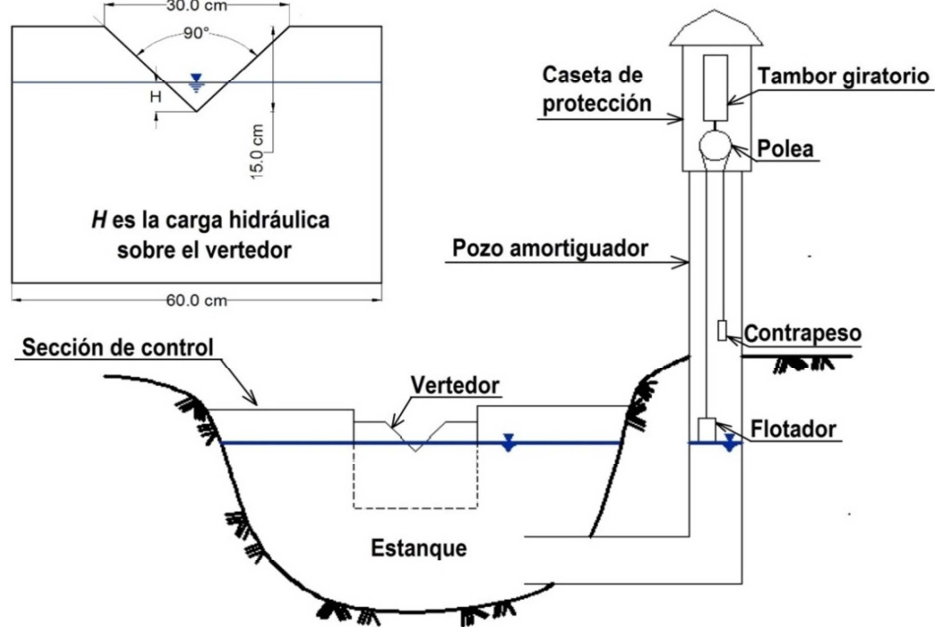 30.0 cm
90°
H
15.0 cm
H es la carga hidráulica
sobre el vertedor
60.0 cm
Caseta de
protección
Tambor giratorio
Polea
Pozo amortiguador
Contrapeso
Sección de control
Vertedor
Flotador
Estanque